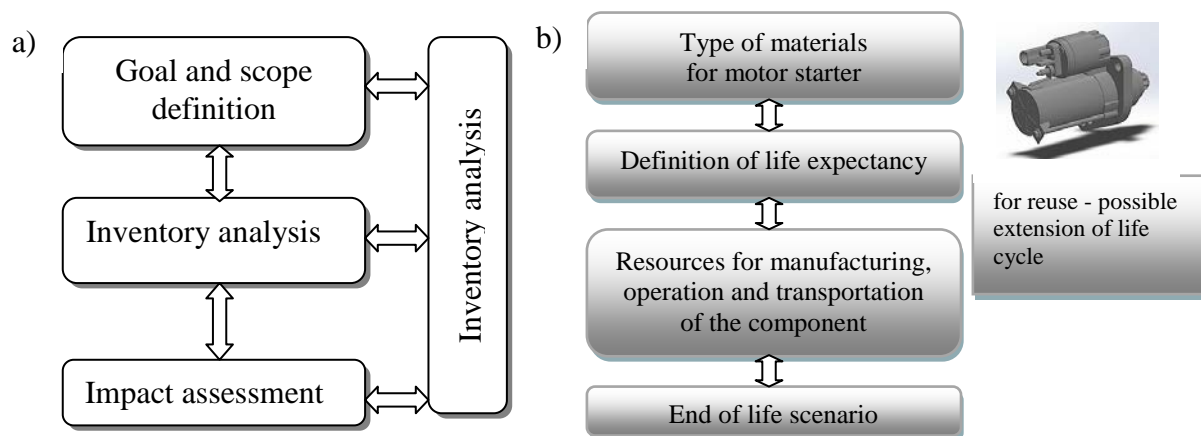 a)
Goal and scope
definition
Inventory analysis
Impact assessment
Inventory analysis
b)
Type of materials
for motor starter
Definition of life expectancy
Resources for manufacturing,
operation and transportation
of the component
End of life scenario
for reuse - possible
extension of life
cycle